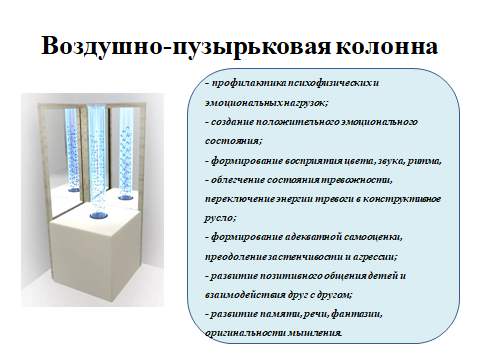 Воздушно-пузырьковая колонна
- профилактика психофизических и
эмоциональных нагрузок;
- создание положительного эмоционального
состояния;
- формирование восприятия цвета, звука, ритма,
- облегчение состояния тревожности,
переключение энергии тревоги в конструктивное
русло;
- формирование адекватной самооценки,
преодоление застенчивости и агрессии;
- развитие позитивного общения детей и
взаимодействия друг с другом;
- развитие памяти, речи, фантазии,
оригинальности мышления.